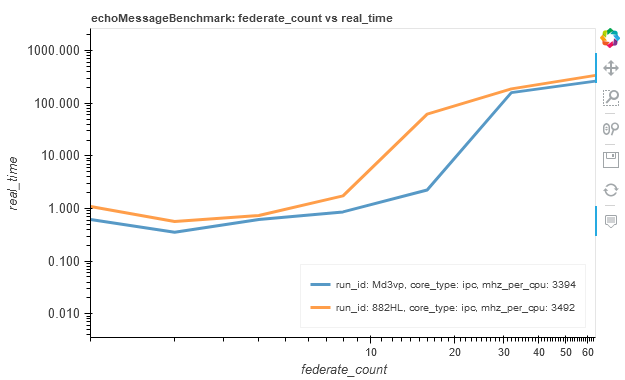 echoMessageBenchmark: federate_count vs real_time
1000.000
100.000
10.000
1.000
0.100
0.010
real_time
run_id: Md3vp, core_type: ipc, mhz_per_cpu: 3394
run_id: 882HL, core_type: ipc, mhz_per_cpu: 3492
10 20 30 40 50 60
federate_count